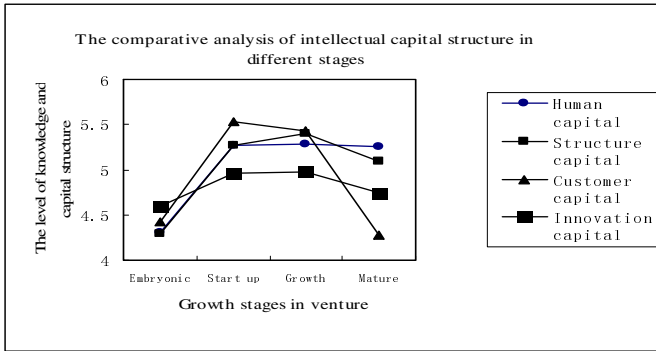 The comparative analysis of intellectual capital structure in
different stages
The level of knowledge and
capital structure
6
5.5
5
4.5
4
Embryonic Start up Growth Mature
Growth stages in venture
Human
capital
Structure
capital
Customer
capital
Innovation
capital